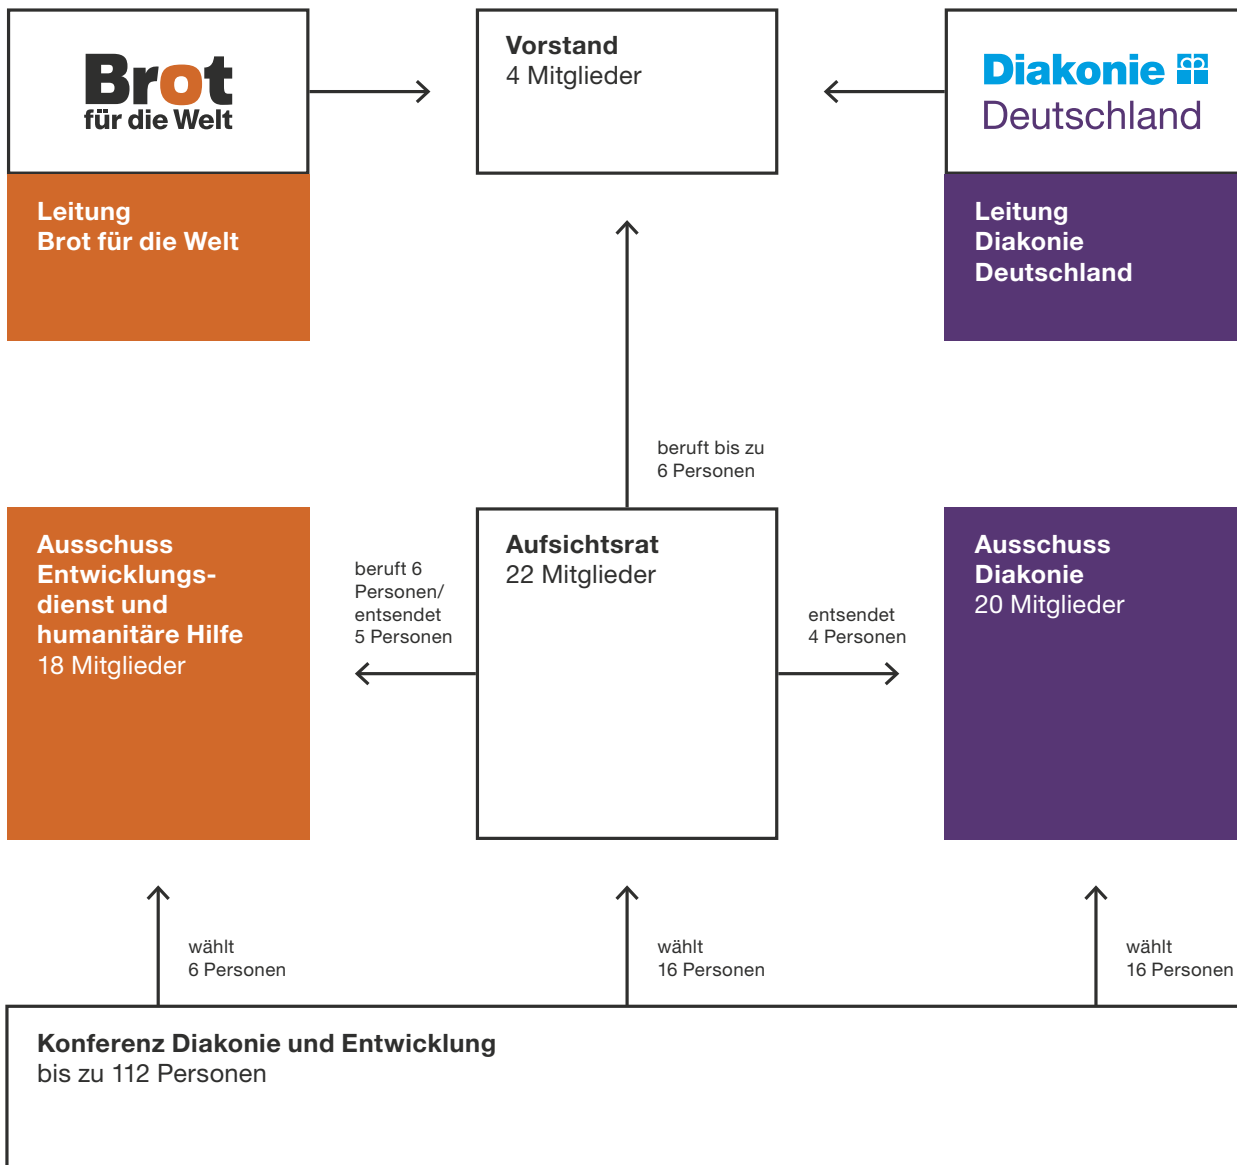 Brot
für die Welt
Vorstand
4 Mitglieder
Diakonie
Deutschland
Leitung
Brot für die Welt
Leitung
Diakonie
Deutschland
beruft bis zu
6 Personen
Ausschuss
Entwicklungs-
dienst und
humanitäre Hilfe
18 Mitglieder
beruft 6
Personen/
entsendet
5 Personen
Aufsichtsrat
22 Mitglieder
entsendet
4 Personen
Ausschuss
Diakonie
20 Mitglieder
wählt
6 Personen
wählt
16 Personen
wählt
16 Personen
Konferenz Diakonie und Entwicklung
bis zu 112 Personen